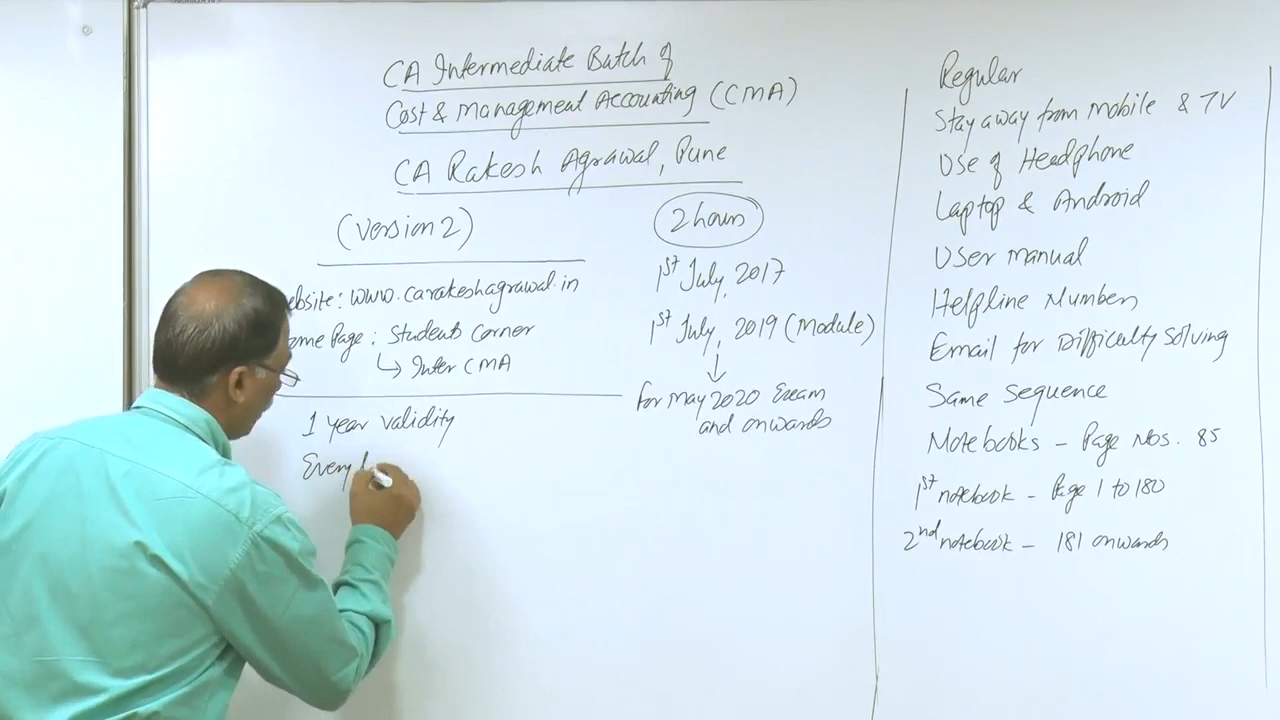 CA Intermediate Batch of
Cost & Management Accounting (CMA)
CA Rakesh Agrawal, Pune
(Version 2)
ebsite: www.carakeshagrawal.in
ome Page: Students Corner
↳ Inter CMA
1 year validity
Every
2 hours
1st July, 2017
1st July, 2019 (Module)
↓
For May 2020 Exam
and onwards
Regular
Stay away from Mobile & TV
Use of Headphone
Laptop & Android
User Manual
Helpline Numbers
Email for Difficulty Solving
Same Sequence
Notebooks - Page Nos. 85
1st notebook - Page 1 to 180
2nd notebook - 181 onwards